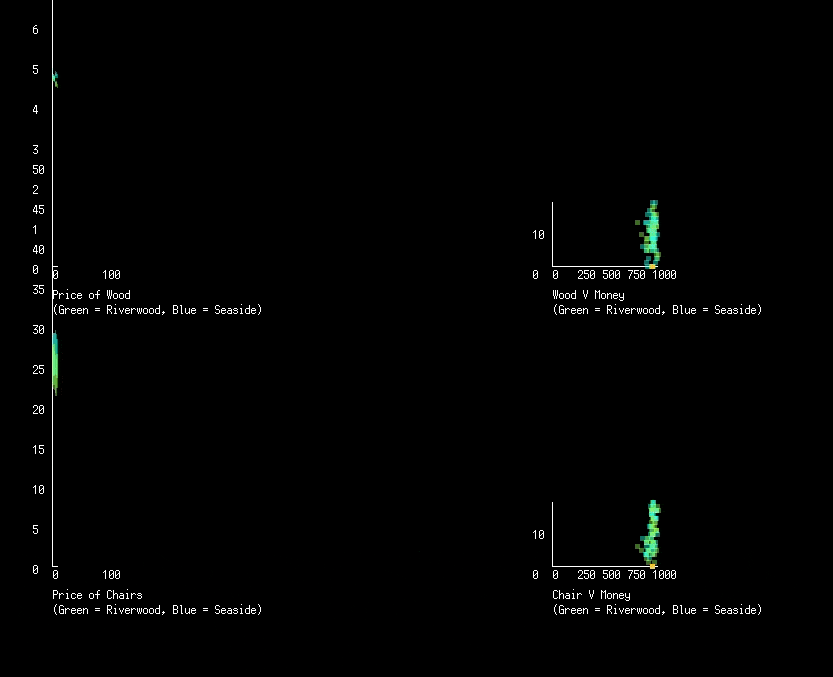 6
5
4
3
50
2
45
1
10
40
0
0 100
0 0 250 500 750 1000
35
Price of Wood
Wood V Money
(Green = Riverwood, Blue = Seaside)
(Green = Riverwood, Blue = Seaside)
30
25
20
15
10
5
10
0
0 100
0 0 250 500 750 1000
Price of Chairs
Chair V Money
(Green = Riverwood, Blue = Seaside)
(Green = Riverwood, Blue = Seaside)